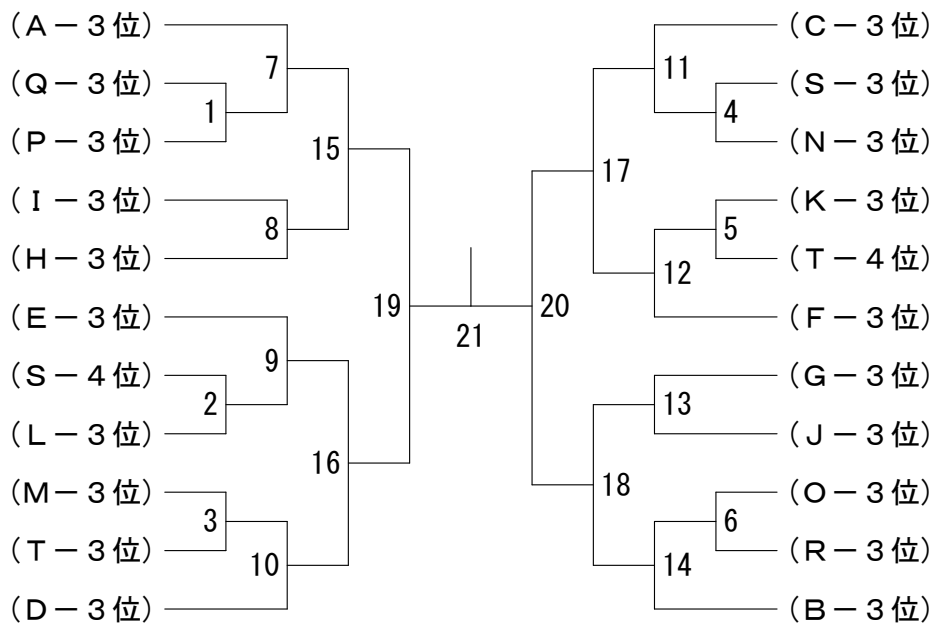 (A－3位)
(Q－3位)
(P－3位)
(I－3位)
(H－3位)
(E－3位)
(S－4位)
(L－3位)
(M－3位)
(T－3位)
(D－3位)
7
1
15
8
19
9
2
16
3
10
21
20
11
4
17
5
12
13
18
6
14
(C－3位)
(S－3位)
(N－3位)
(K－3位)
(T－4位)
(F－3位)
(G－3位)
(J－3位)
(O－3位)
(R－3位)
(B－3位)